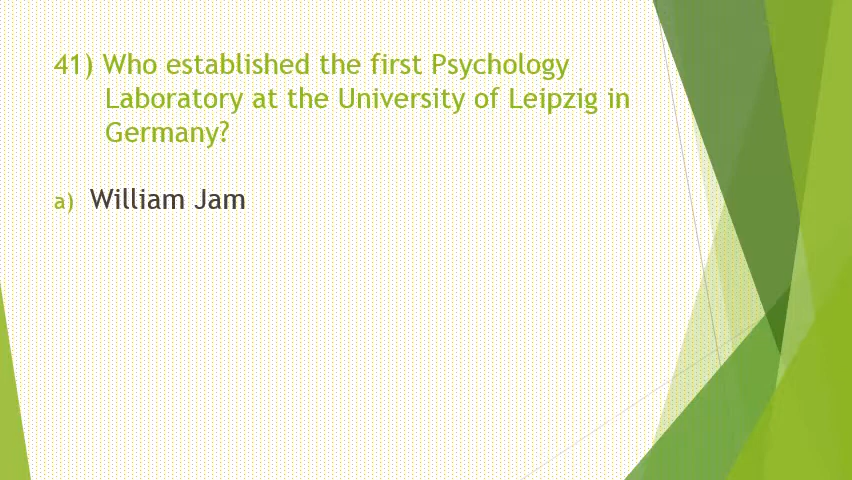 41) Who established the first Psychology
Laboratory at the University of Leipzig in
Germany?
a) William Jam